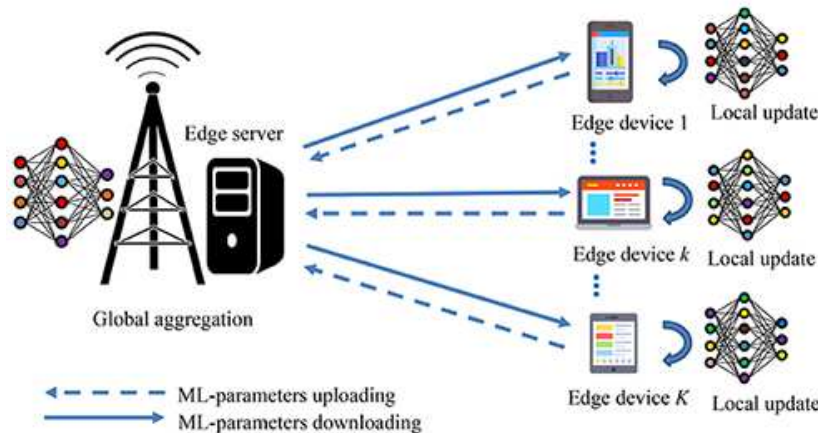 Edge server
Edge device 1
Local update
Edge device k
Local update
Global aggregation
Edge device K
Local update
ML-parameters uploading
ML-parameters downloading